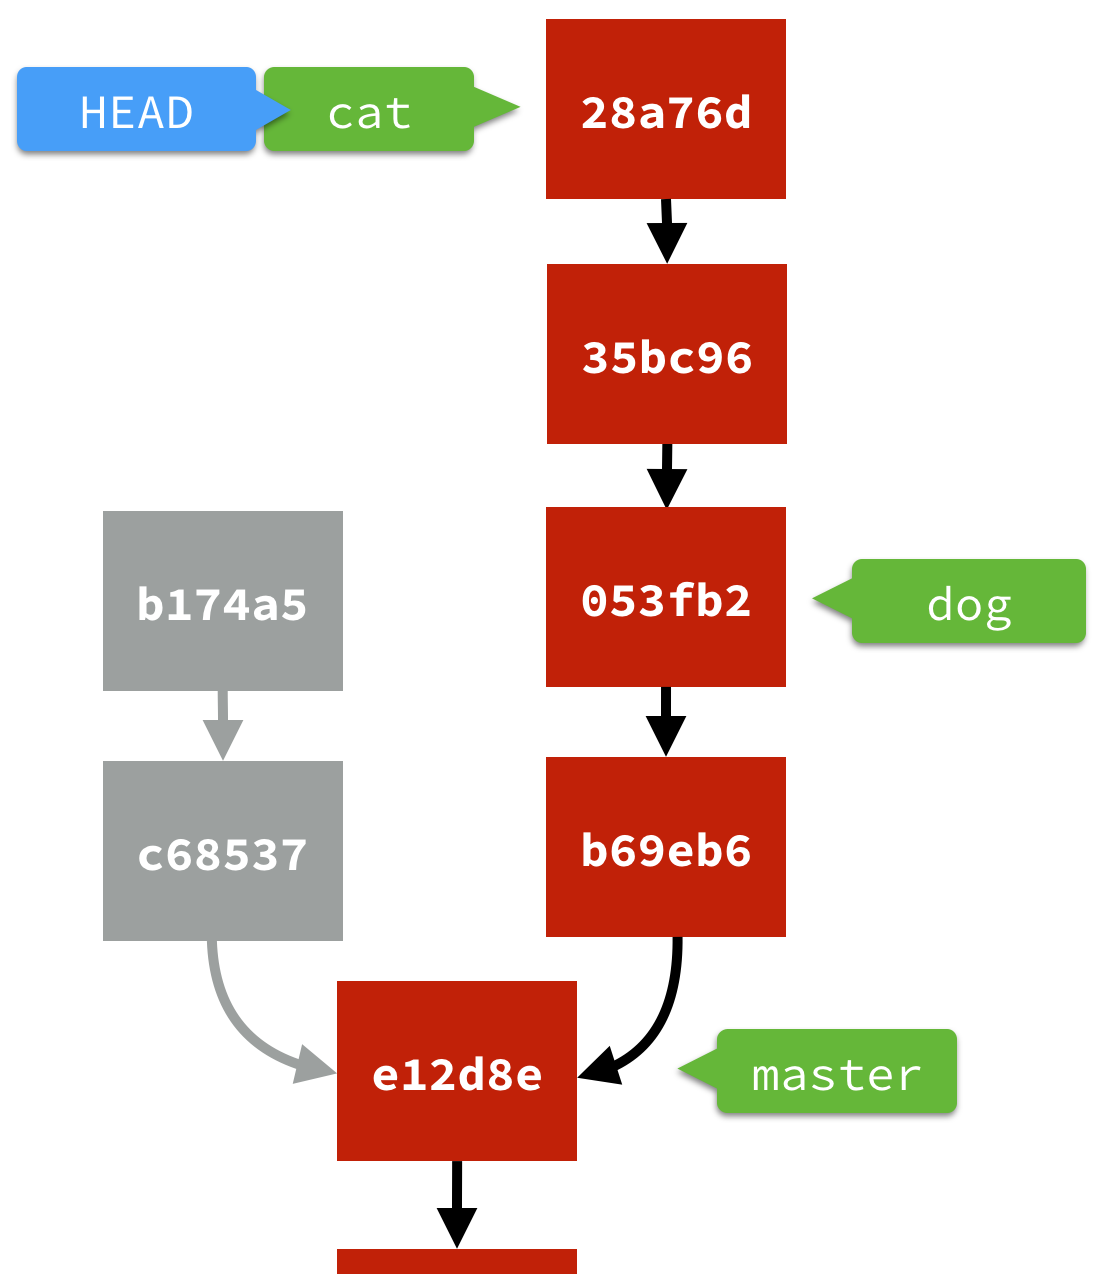 HEAD
cat
28a76d
35bc96
b174a5
053fb2
dog
c68537
b69eb6
e12d8e
master